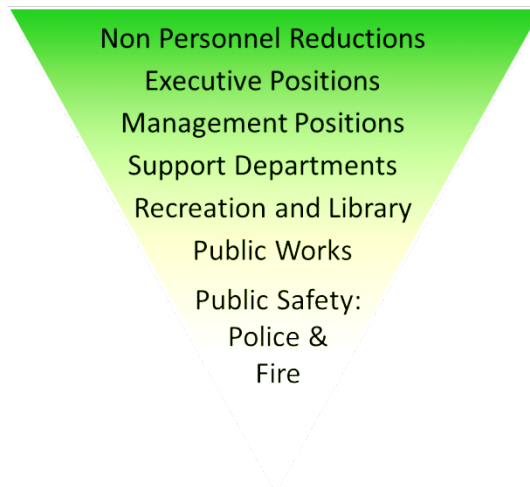 Non Personnel Reductions
Executive Positions
Management Positions
Support Departments
Recreation and Library
Public Works
Public Safety:
Police &
Fire